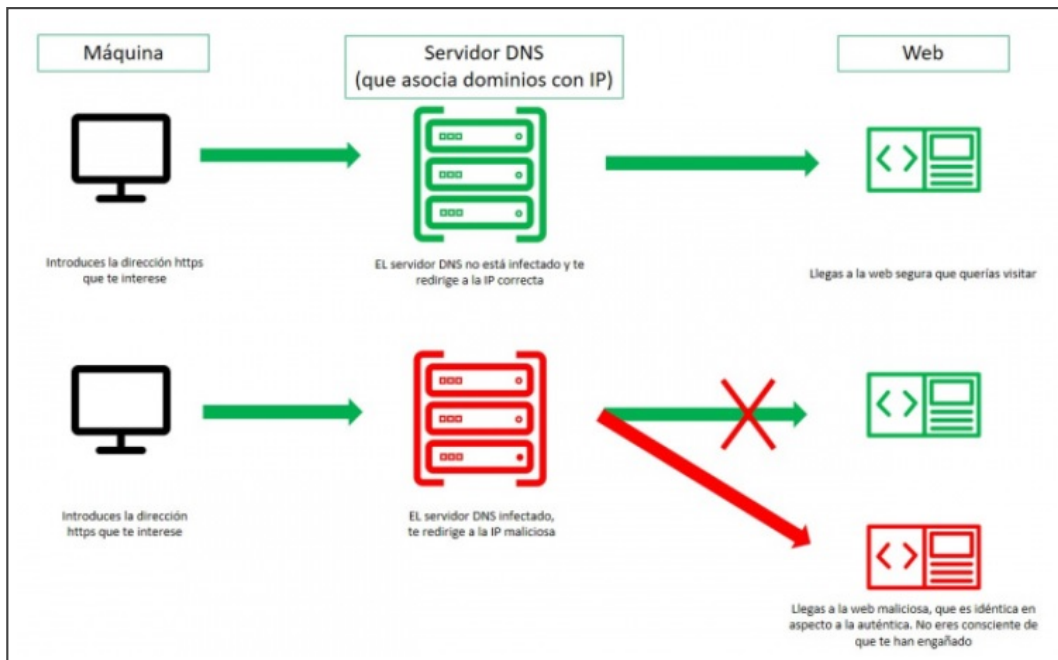 Máquina
Servidor DNS
(que asocia dominios con IP)
Web
Introduces la dirección https
que te interese
EL servidor DNS no está infectado y te
redirige a la IP correcta
Llegas a la web segura que querías visitar
Introduces la dirección
https que te interese
EL servidor DNS infectado,
te redirige a la IP maliciosa
Llegas a la web maliciosa, que es idéntica en
aspecto a la auténtica. No eres consciente de
que te han engañado